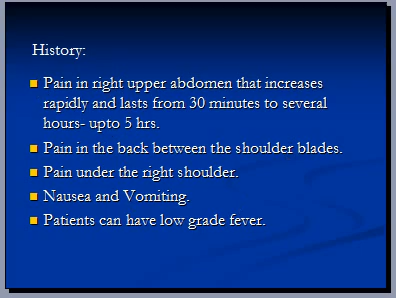 History:
Pain in right upper abdomen that increases
rapidly and lasts from 30 minutes to several
hours- upto 5 hrs.
Pain in the back between the shoulder blades.
Pain under the right shoulder.
Nausea and Vomiting.
Patients can have low grade fever.